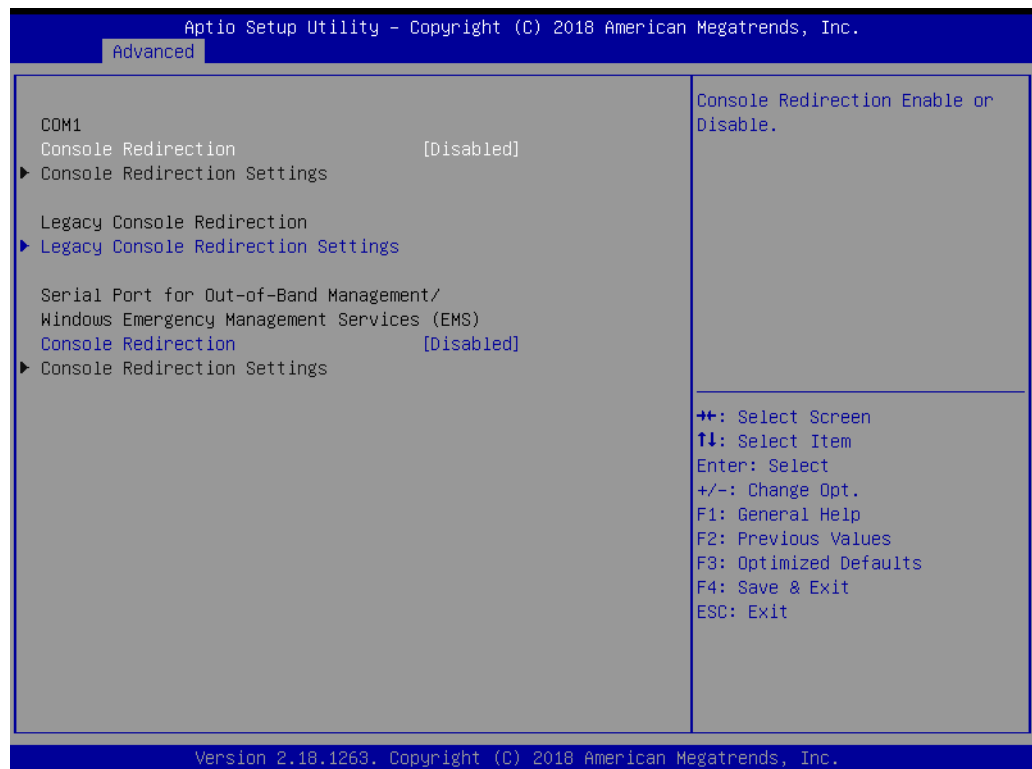 Aptio Setup Utility – Copyright (C) 2018 American Megatrends, Inc.
Advanced
COM1
Console Redirection [Disabled]
▶ Console Redirection Settings
Legacy Console Redirection
▶ Legacy Console Redirection Settings
Serial Port for Out-of-Band Management/
Windows Emergency Management Services (EMS)
Console Redirection [Disabled]
▶ Console Redirection Settings
Console Redirection Enable or
Disable.
→←: Select Screen
↑↓: Select Item
Enter: Select
+/-: Change Opt.
F1: General Help
F2: Previous Values
F3: Optimized Defaults
F4: Save & Exit
ESC: Exit
Version 2.18.1263. Copyright (C) 2018 American Megatrends, Inc.